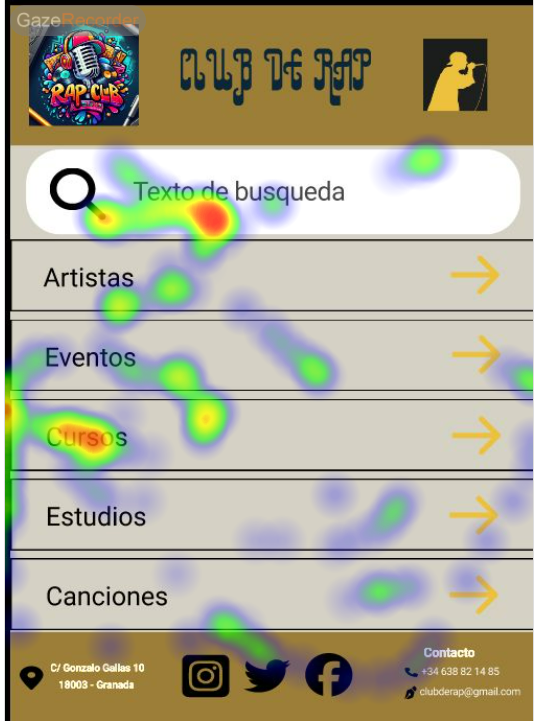 GazeRecorder
RAP CLUB
CLUB DE RAP
Texto de busqueda
Artistas
Eventos
Cursos
Estudios
Canciones
C/ Gonzalo Gallas 10
18003 - Granada
Contacto
+34 638 82 14 85
clubderap@gmail.com